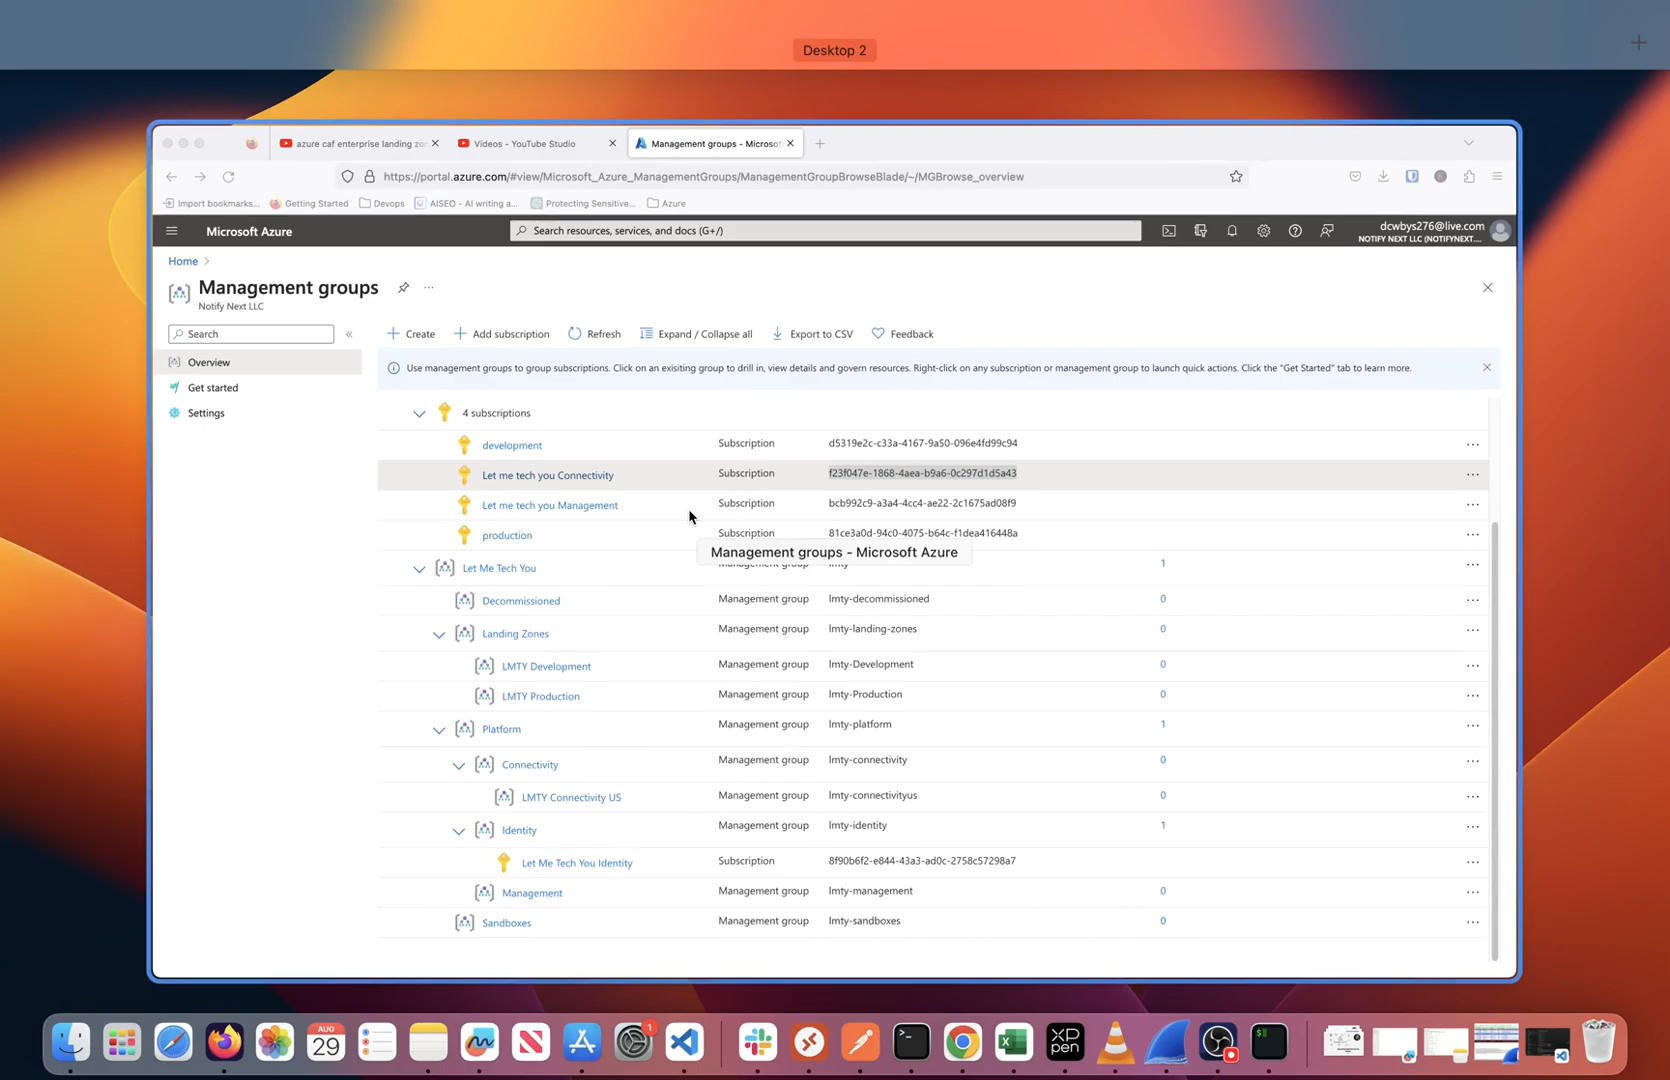 Desktop 2
azure caf enterprise landing zo
Videos - YouTube Studio
Management groups - Microsof
https://portal.azure.com/#view/Microsoft_Azure_ManagementGroups/ManagementGroupBrowseBlade/~/MGBrowse_overview
Import bookmarks...
Getting Started
Devops
AISEO - AI writing a...
Protecting Sensitive...
Azure
Microsoft Azure
Search resources, services, and docs (G+/)
dcwbys276@live.com
NOTIFY NEXT LLC (NOTIFYNEXT....
Home
Management groups
Notify Next LLC
Search
Create
Add subscription
Refresh
Expand / Collapse all
Export to CSV
Feedback
Overview
Get started
Settings
Use management groups to group subscriptions. Click on an exisiting group to drill in, view details and govern resources. Right-click on any subscription or management group to launch quick actions. Click the "Get Started" tab to learn more.
4 subscriptions
development Subscription d5319e2c-c33a-4167-9a50-096e4fd99c94
Let me tech you Connectivity Subscription f23f047e-1868-4aea-b9a6-0c297d1d5a43
Let me tech you Management Subscription bcb992c9-a3a4-4cc4-ae22-2c1675ad08f9
production Subscription 81ce3a0d-94c0-4075-b64c-f1dea416448a
Management groups - Microsoft Azure
Let Me Tech You Management group lmty 1
Decommissioned Management group lmty-decommissioned 0
Landing Zones Management group lmty-landing-zones 0
LMTY Development Management group lmty-Development 0
LMTY Production Management group lmty-Production 0
Platform Management group lmty-platform 1
Connectivity Management group lmty-connectivity 0
LMTY Connectivity US Management group lmty-connectivityus 0
Identity Management group lmty-identity 1
Let Me Tech You Identity Subscription 8f90b6f2-e844-43a3-ad0c-2758c57298a7
Management Management group lmty-management 0
Sandboxes Management group lmty-sandboxes 0
AUG
29
1
XP
PEN